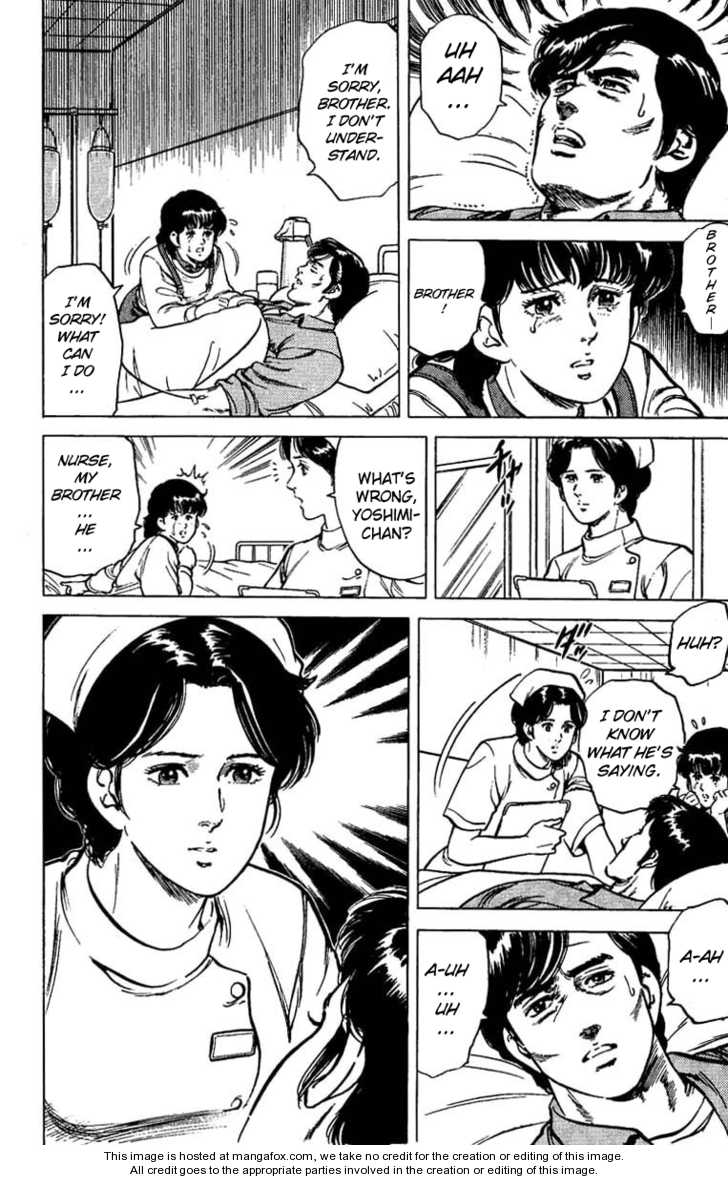 UH
AAH
...
I'M
SORRY,
BROTHER.
I DON'T
UNDER-
STAND.
I'M
SORRY!
WHAT
CAN
I DO
...
BROTHER—
BROTHER
!
WHAT'S
WRONG,
YOSHIMI-
CHAN?
NURSE,
MY
BROTHER
...
HE
...
HUH?
I DON'T
KNOW
WHAT HE'S
SAYING.
A-AH
...
A-UH
...
UH
...
This image is hosted at mangafox.com, we take no credit for the creation or editing of this image.
All credit goes to the appropriate parties involved in the creation or editing of this image.